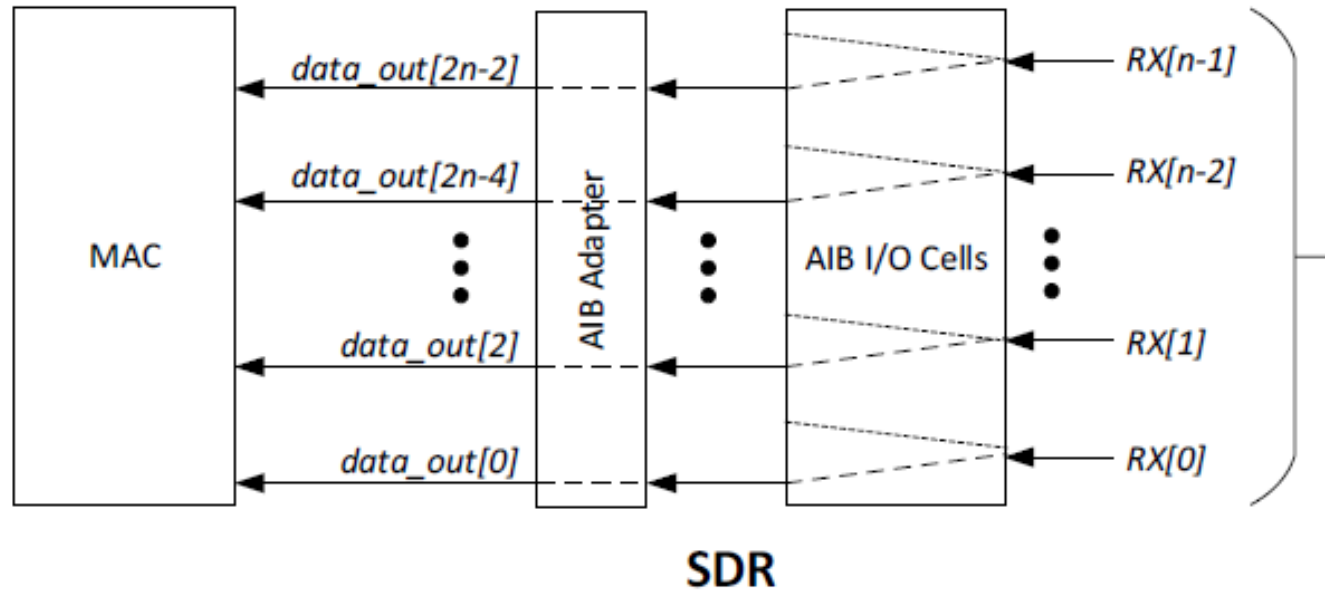 data_out[2n-2]
RX[n-1]
data_out[2n-4]
RX[n-2]
MAC
AIB Adapter
AIB I/O Cells
data_out[2]
RX[1]
data_out[0]
RX[0]
SDR